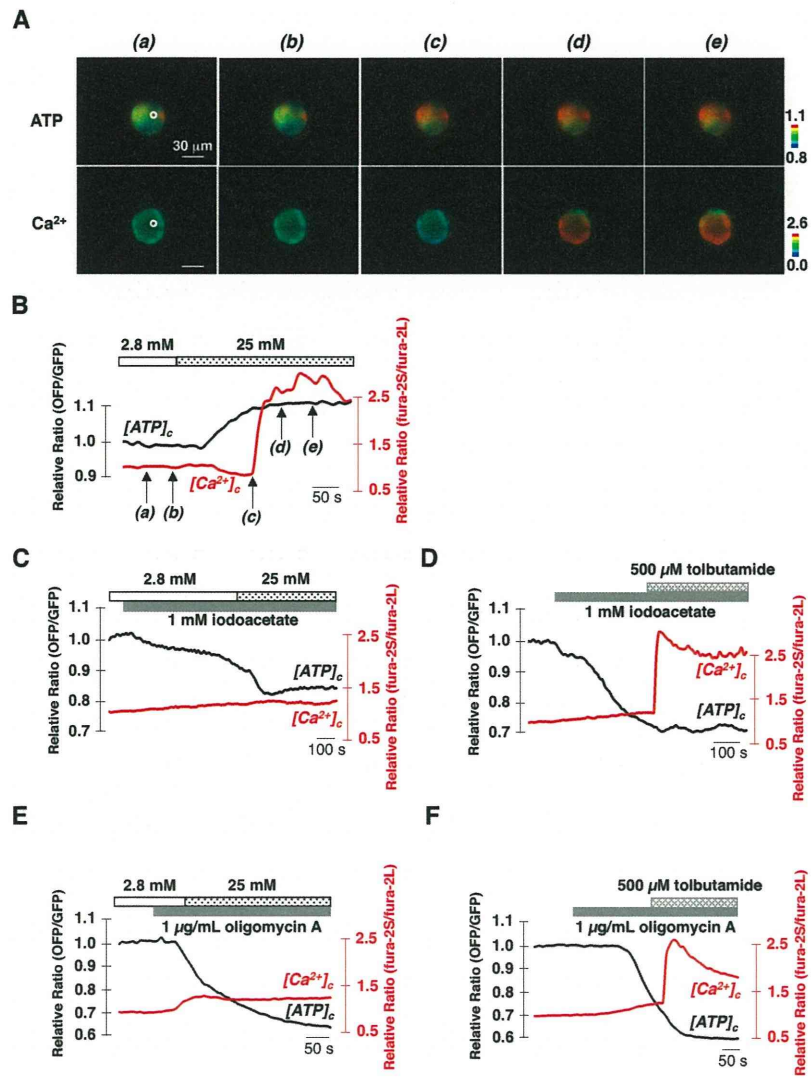 A
(a) (b) (c) (d) (e)
ATP
30 µm
1.1
0.8
Ca²⁺
2.6
0.0
B
2.8 mM 25 mM
Relative Ratio (OFP/GFP)
1.1
1.0
0.9
[ATP]c
[Ca²⁺]c
(a) (b) (c) (d) (e)
50 s
2.5
1.5
0.5
Relative Ratio (fura-2S/fura-2L)
C
2.8 mM 25 mM
1 mM iodoacetate
Relative Ratio (OFP/GFP)
1.0
0.9
0.8
0.7
[ATP]c
[Ca²⁺]c
100 s
2.5
1.5
0.5
Relative Ratio (fura-2S/fura-2L)
D
500 µM tolbutamide
1 mM iodoacetate
Relative Ratio (OFP/GFP)
1.0
0.9
0.8
0.7
[Ca²⁺]c
[ATP]c
100 s
2.5
1.5
0.5
Relative Ratio (fura-2S/fura-2L)
E
2.8 mM 25 mM
1 µg/mL oligomycin A
Relative Ratio (OFP/GFP)
1.1
1.0
0.9
0.8
0.7
0.6
[Ca²⁺]c
[ATP]c
50 s
2.5
1.5
0.5
Relative Ratio (fura-2S/fura-2L)
F
500 µM tolbutamide
1 µg/mL oligomycin A
Relative Ratio (OFP/GFP)
1.1
1.0
0.9
0.8
0.7
0.6
[Ca²⁺]c
[ATP]c
50 s
2.5
1.5
0.5
Relative Ratio (fura-2S/fura-2L)